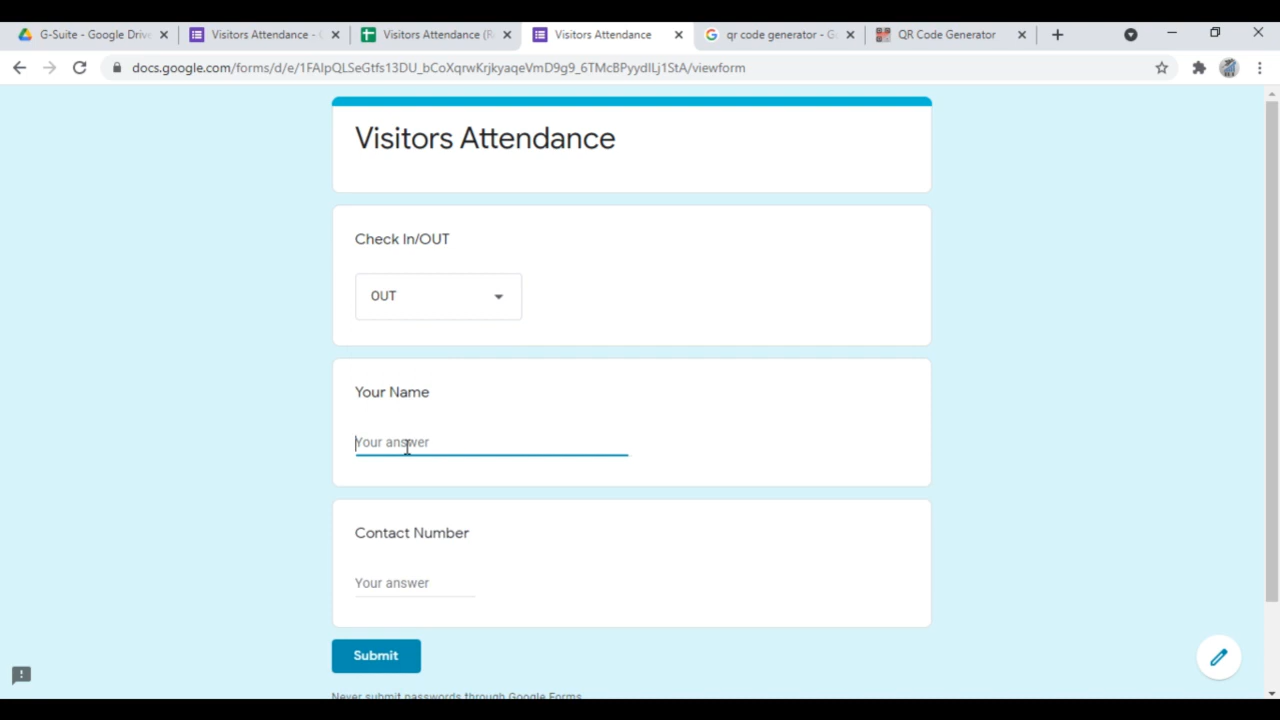 G-Suite - Google Drive
Visitors Attendance - G
Visitors Attendance (R
Visitors Attendance
qr code generator - G
QR Code Generator
docs.google.com/forms/d/e/1FAIpQLSeGtfs13DU_bCoXqrwKrjkyaqeVmD9g9_6TMcBPyydlLj1StA/viewform
Visitors Attendance
Check In/OUT
OUT
Your Name
Your answer
Contact Number
Your answer
Submit
Never submit passwords through Google Forms.